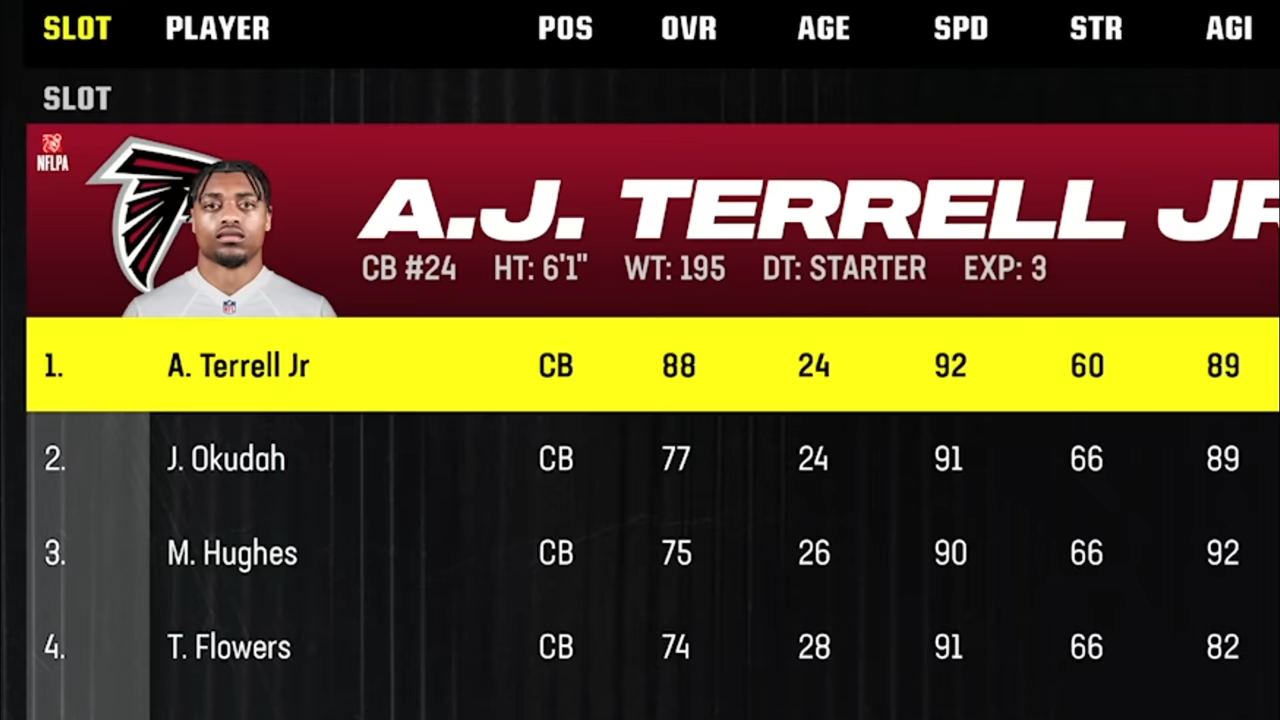 SLOT PLAYER POS OVR AGE SPD STR AGI
SLOT
NFLPA
A.J. TERRELL JR
CB #24 HT: 6'1" WT: 195 DT: STARTER EXP: 3
1. A. Terrell Jr CB 88 24 92 60 89
2. J. Okudah CB 77 24 91 66 89
3. M. Hughes CB 75 26 90 66 92
4. T. Flowers CB 74 28 91 66 82